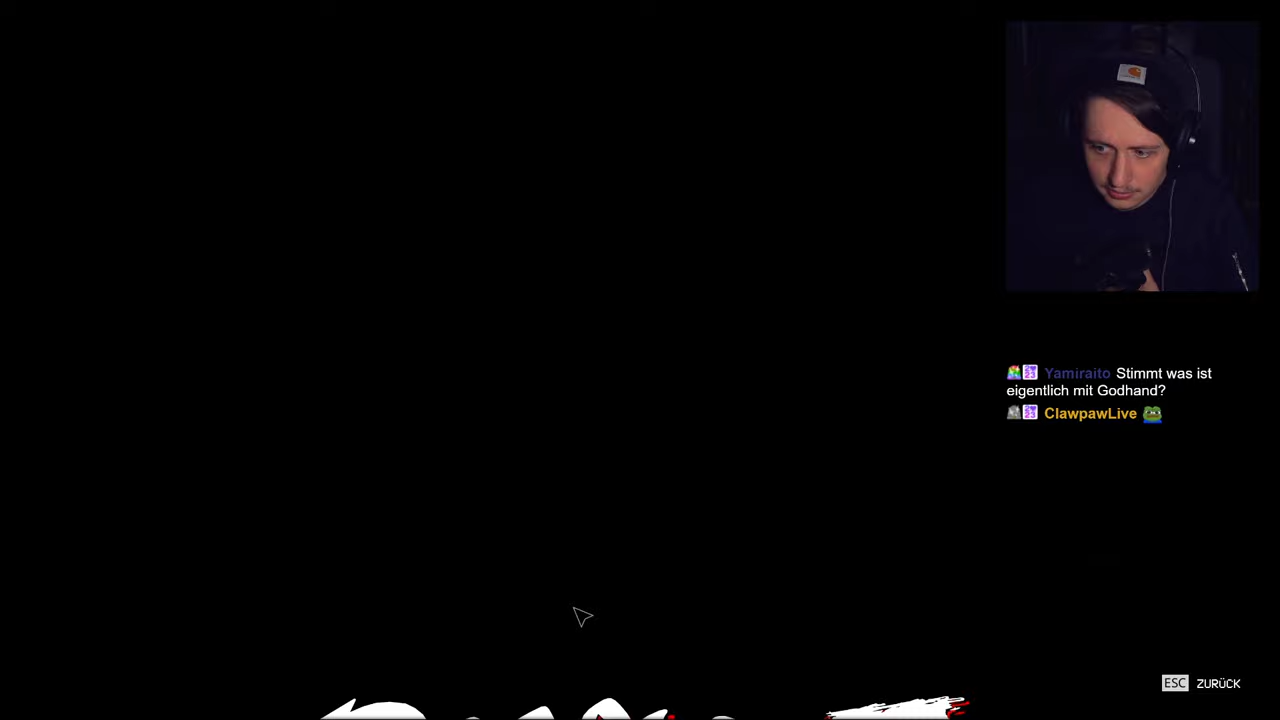 Yamiraito Stimmt was ist
eigentlich mit Godhand?
ClawpawLive
ESC ZURÜCK